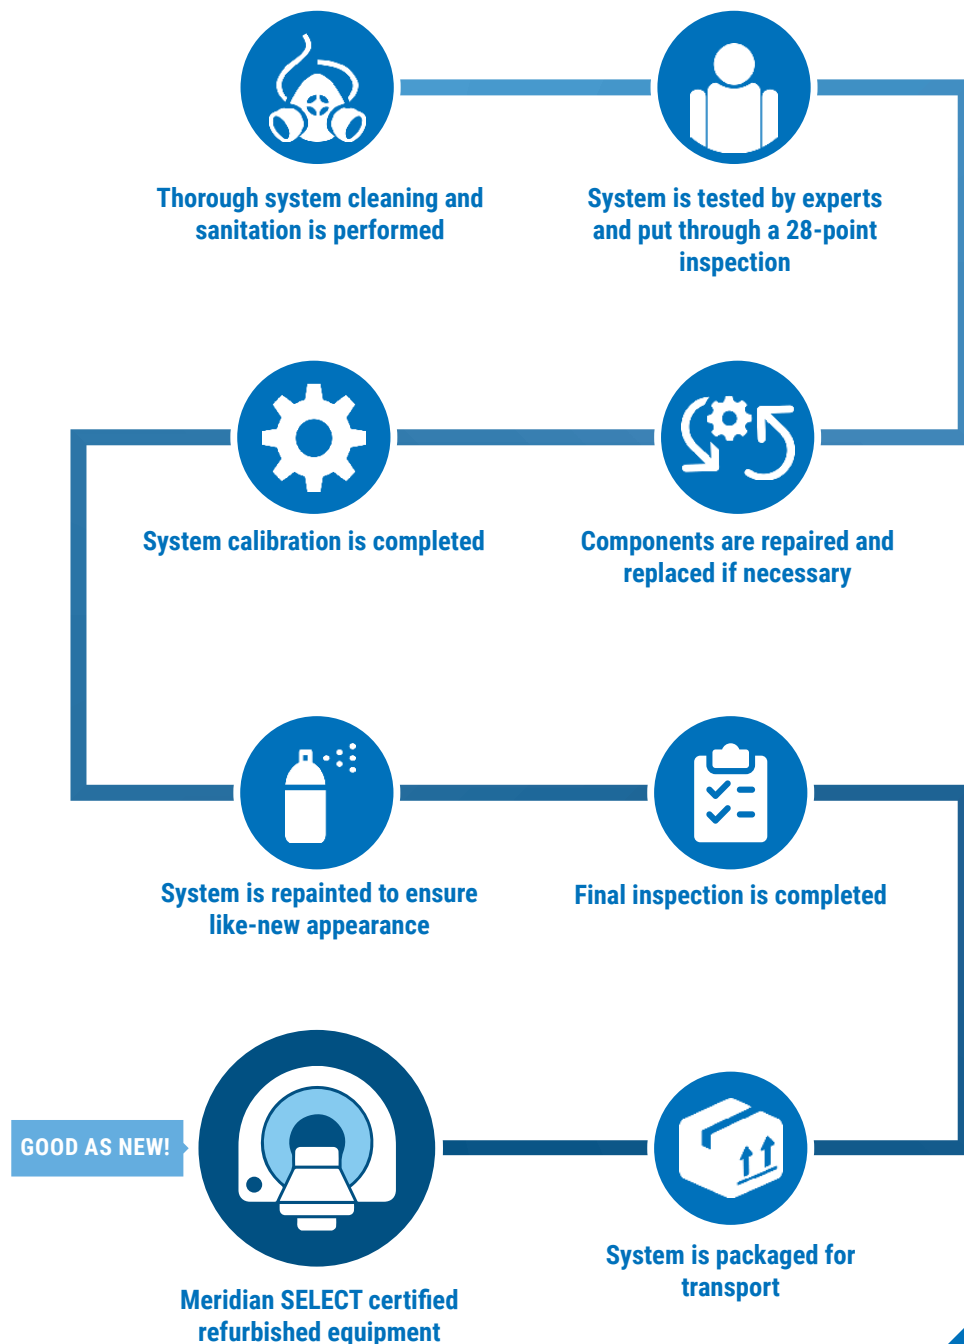 Thorough system cleaning and
sanitation is performed
System is tested by experts
and put through a 28-point
inspection
System calibration is completed
Components are repaired and
replaced if necessary
System is repainted to ensure
like-new appearance
Final inspection is completed
GOOD AS NEW!
Meridian SELECT certified
refurbished equipment
System is packaged for
transport